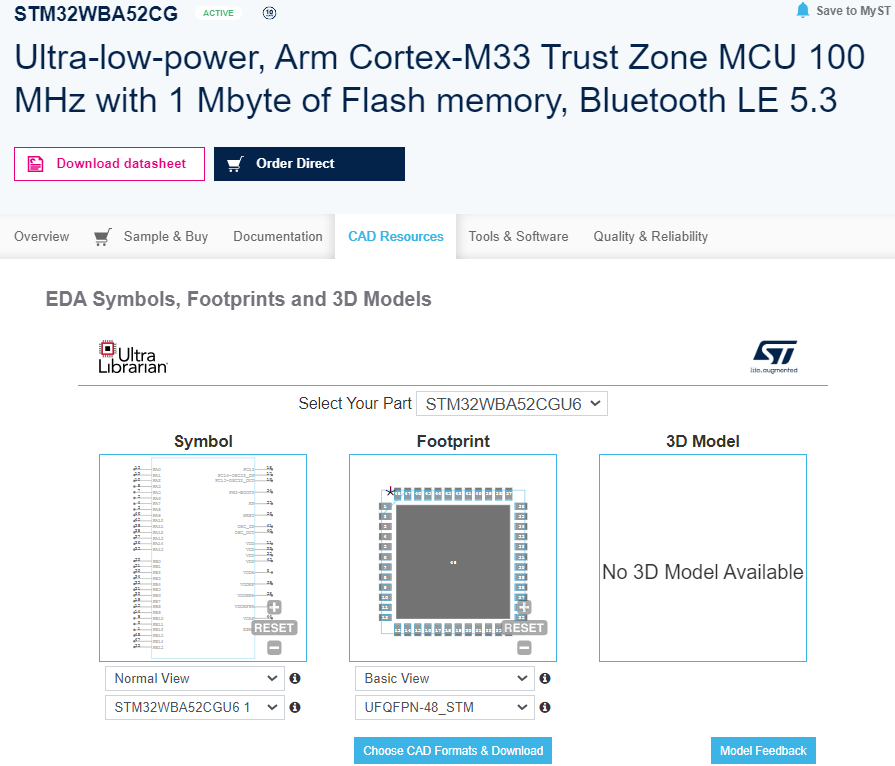 STM32WBA52CG ACTIVE 10
Save to MyST
Ultra-low-power, Arm Cortex-M33 Trust Zone MCU 100
MHz with 1 Mbyte of Flash memory, Bluetooth LE 5.3
Download datasheet Order Direct
Overview Sample & Buy Documentation CAD Resources Tools & Software Quality & Reliability
EDA Symbols, Footprints and 3D Models
Ultra
Librarian
ST
life.augmented
Select Your Part STM32WBA52CGU6
Symbol Footprint 3D Model
No 3D Model Available
RESET RESET
Normal View Basic View
STM32WBA52CGU6 1 UFQFPN-48_STM
Choose CAD Formats & Download Model Feedback